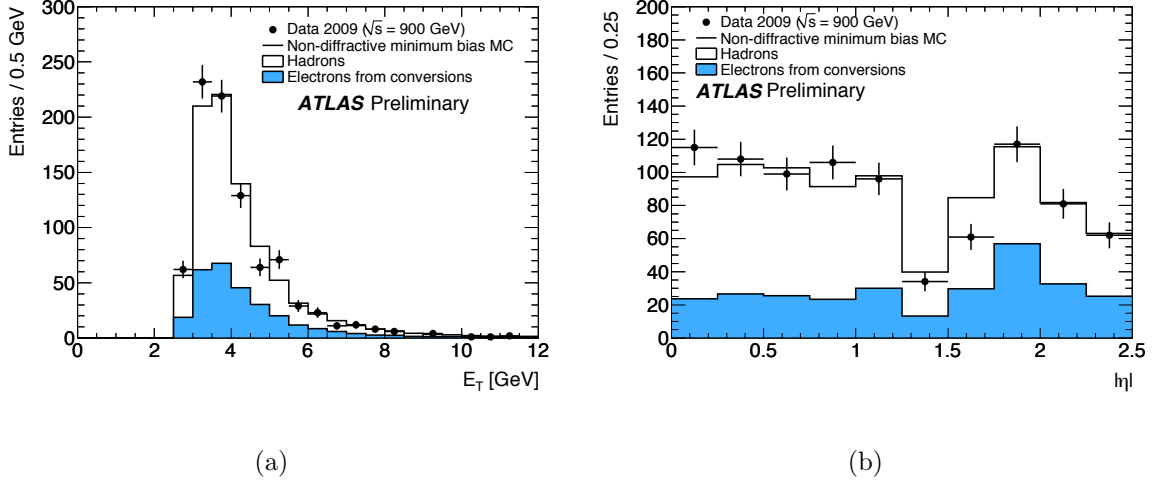 Entries / 0.5 GeV
300
250
200
150
100
50
0
0 2 4 6 8 10 12
E_T [GeV]
Data 2009 (√s = 900 GeV)
Non-diffractive minimum bias MC
Hadrons
Electrons from conversions
ATLAS Preliminary
(a)
Entries / 0.25
200
180
160
140
120
100
80
60
40
20
0
0 0.5 1 1.5 2 2.5
|η|
Data 2009 (√s = 900 GeV)
Non-diffractive minimum bias MC
Hadrons
Electrons from conversions
ATLAS Preliminary
(b)